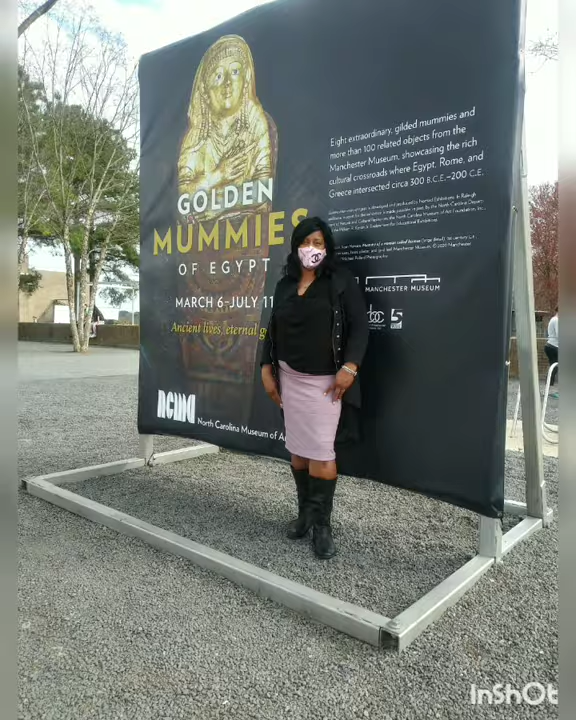 GOLDEN
MUMMIES
OF EGYPT
MARCH 6–JULY 11
Ancient lives, eternal
ncma
North Carolina Museum of
Eight extraordinary, gilded mummies and
more than 100 related objects from the
Manchester Museum, showcasing the rich
cultural crossroads where Egypt, Rome, and
Greece intersected circa 300 B.C.E.–200 C.E.
MANCHESTER MUSEUM
abc
5
InShOt